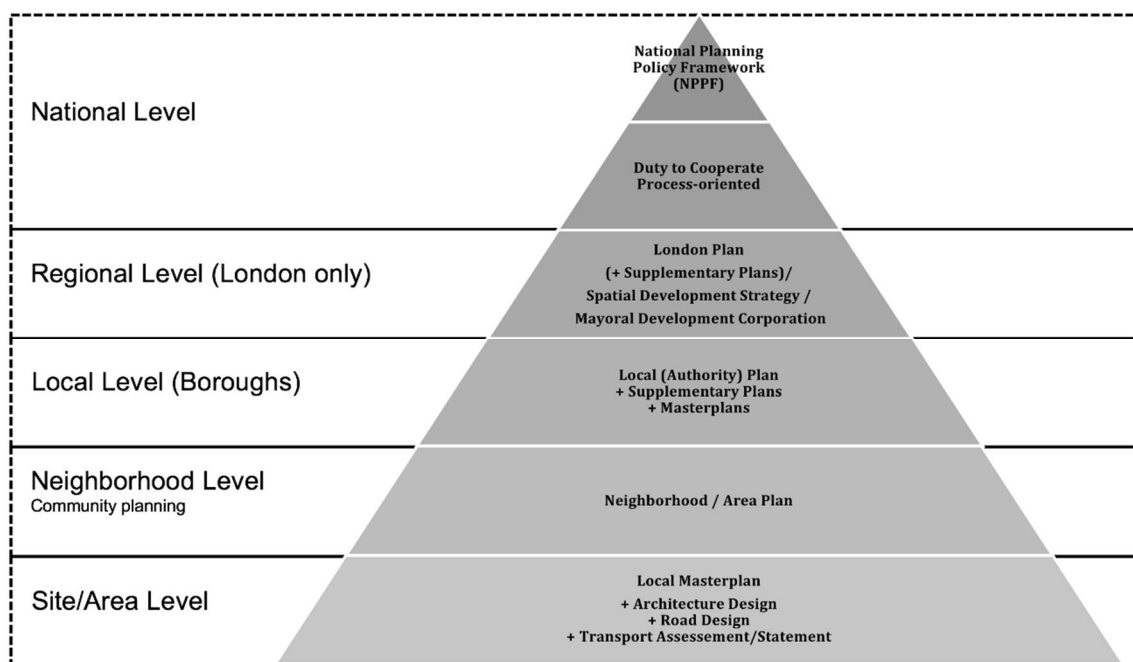 National Level
National Planning
Policy Framework
(NPPF)
Duty to Cooperate
Process-oriented
Regional Level (London only)
London Plan
(+ Supplementary Plans)/
Spatial Development Strategy /
Mayoral Development Corporation
Local Level (Boroughs)
Local (Authority) Plan
+ Supplementary Plans
+ Masterplans
Neighborhood Level
Community planning
Neighborhood / Area Plan
Site/Area Level
Local Masterplan
+ Architecture Design
+ Road Design
+ Transport Assessement/Statement